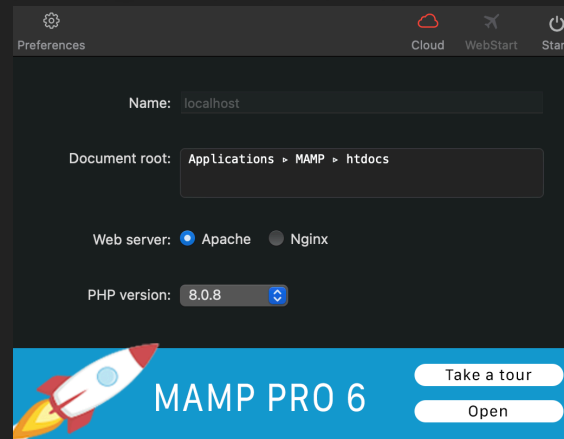 Preferences
Cloud
WebStart
Name: localhost
Document root: Applications ▹ MAMP ▹ htdocs
Web server: Apache Nginx
PHP version: 8.0.8
MAMP PRO 6
Take a tour
Open